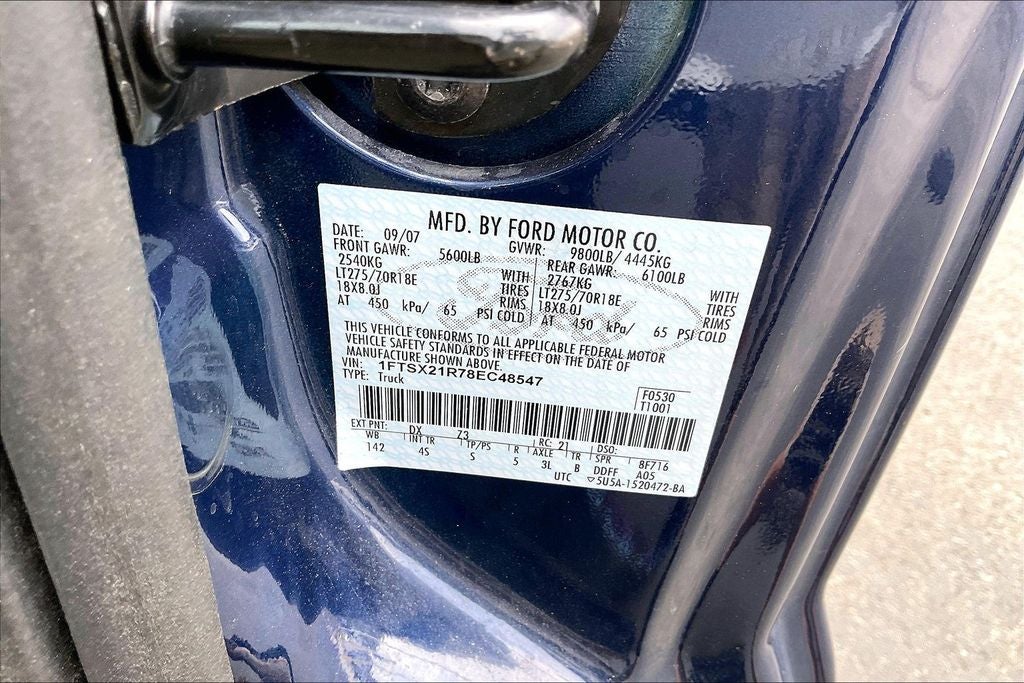 MFD. BY FORD MOTOR CO.
DATE: 09/07 GVWR: 9800LB/ 4445KG
FRONT GAWR: 5600LB REAR GAWR: 6100LB
2540KG WITH 2767KG WITH
LT275/70R18E TIRES LT275/70R18E TIRES
18X8.0J RIMS 18X8.0J RIMS
AT 450 kPa/ 65 PSI COLD AT 450 kPa/ 65 PSI COLD
Ford
THIS VEHICLE CONFORMS TO ALL APPLICABLE FEDERAL MOTOR
VEHICLE SAFETY STANDARDS IN EFFECT ON THE DATE OF
MANUFACTURE SHOWN ABOVE.
VIN: 1FTSX21R78EC48547
TYPE: Truck
F0530
T1001
EXT PNT: DX Z3 RC: 21 DSO:
WB INT TR TP/PS R AXLE TR SPR 8F716
142 4S S 5 3L B DDFF A05
UTC ▽5U5A-1520472-BA